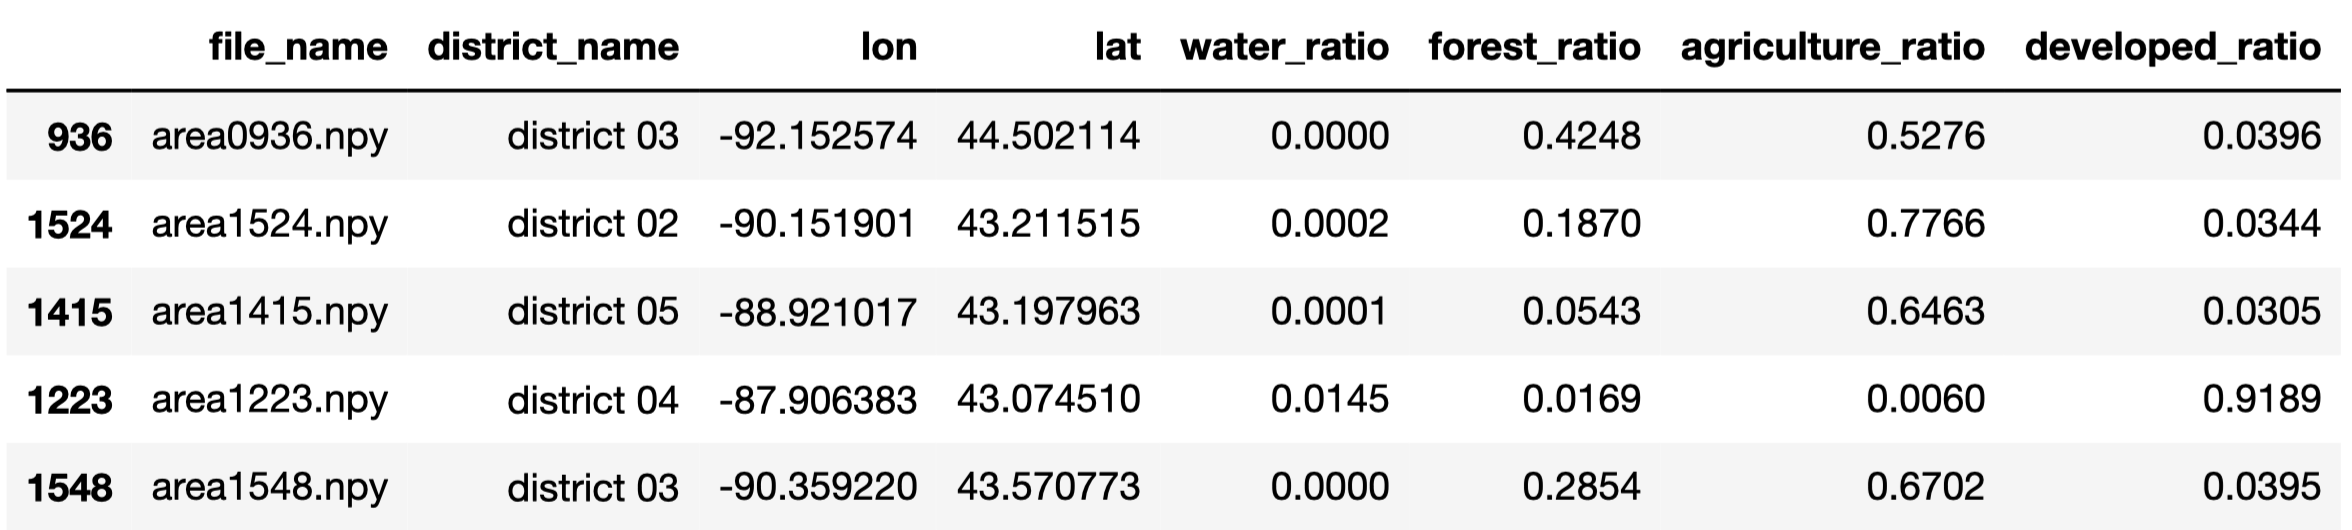 file_name district_name lon lat water_ratio forest_ratio agriculture_ratio developed_ratio
936 area0936.npy district 03 -92.152574 44.502114 0.0000 0.4248 0.5276 0.0396
1524 area1524.npy district 02 -90.151901 43.211515 0.0002 0.1870 0.7766 0.0344
1415 area1415.npy district 05 -88.921017 43.197963 0.0001 0.0543 0.6463 0.0305
1223 area1223.npy district 04 -87.906383 43.074510 0.0145 0.0169 0.0060 0.9189
1548 area1548.npy district 03 -90.359220 43.570773 0.0000 0.2854 0.6702 0.0395